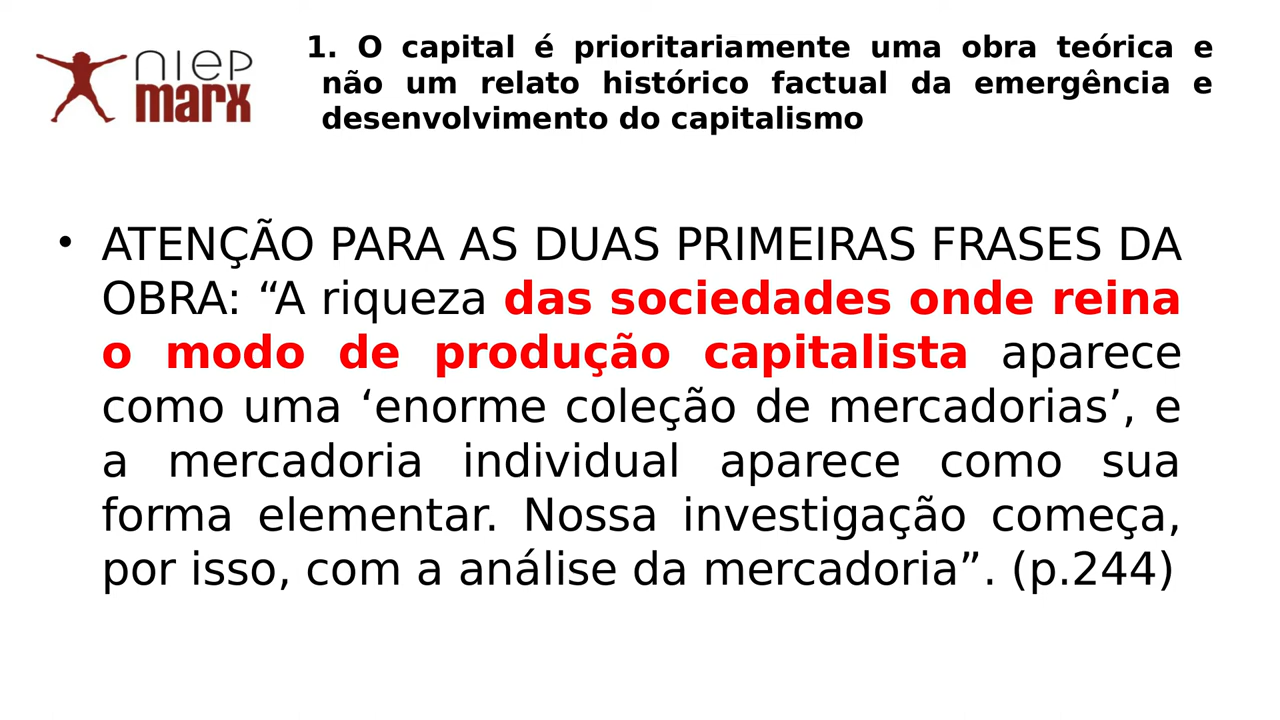 NIEP
marx
1. O capital é prioritariamente uma obra teórica e
não um relato histórico factual da emergência e
desenvolvimento do capitalismo
• ATENÇÃO PARA AS DUAS PRIMEIRAS FRASES DA
OBRA: “A riqueza das sociedades onde reina
o modo de produção capitalista aparece
como uma ‘enorme coleção de mercadorias’, e
a mercadoria individual aparece como sua
forma elementar. Nossa investigação começa,
por isso, com a análise da mercadoria”. (p.244)